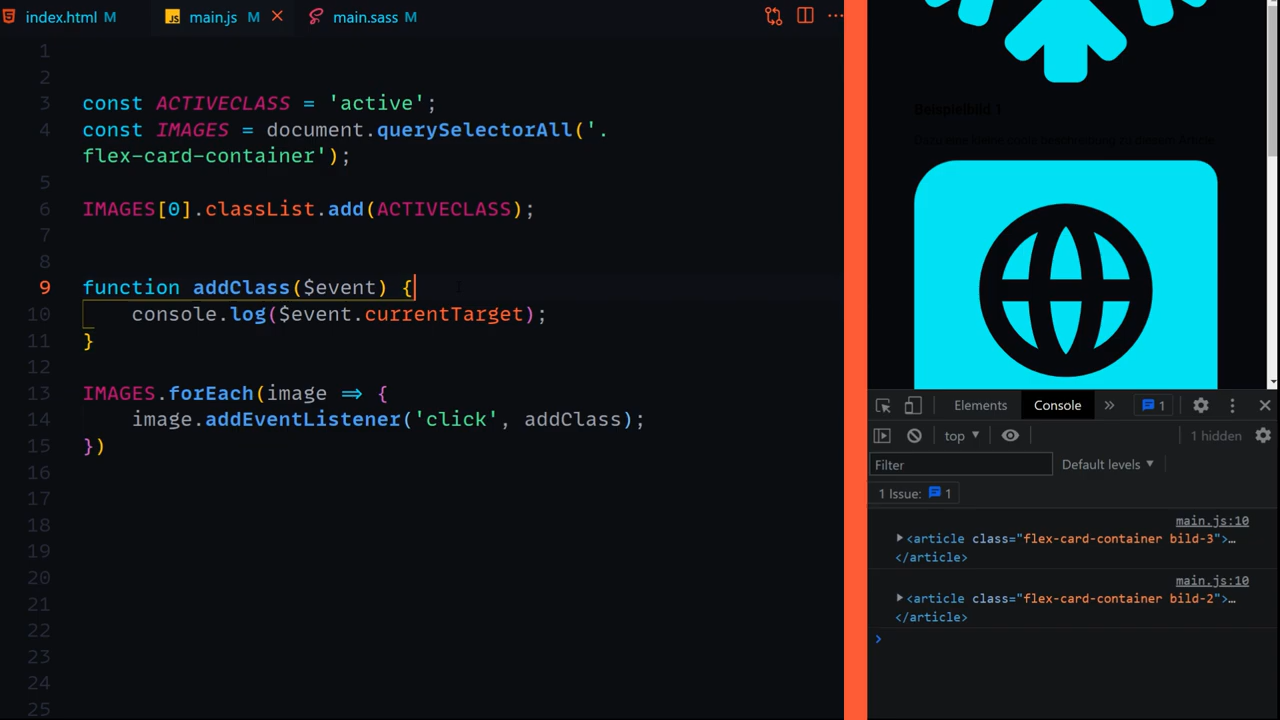 index.html M
JS main.js M
main.sass M
1
2
3 const ACTIVECLASS = 'active';
4 const IMAGES = document.querySelectorAll('.
flex-card-container');
5
6 IMAGES[0].classList.add(ACTIVECLASS);
7
8
9 function addClass($event) {
10 console.log($event.currentTarget);
11 }
12
13 IMAGES.forEach(image => {
14 image.addEventListener('click', addClass);
15 })
16
17
18
19
20
21
22
23
24
25
Beispielbild 1
Elements Console » 1
top 1 hidden
Filter Default levels
1 Issue: 1
main.js:10
<article class="flex-card-container bild-3">…
</article>
main.js:10
<article class="flex-card-container bild-2">…
</article>